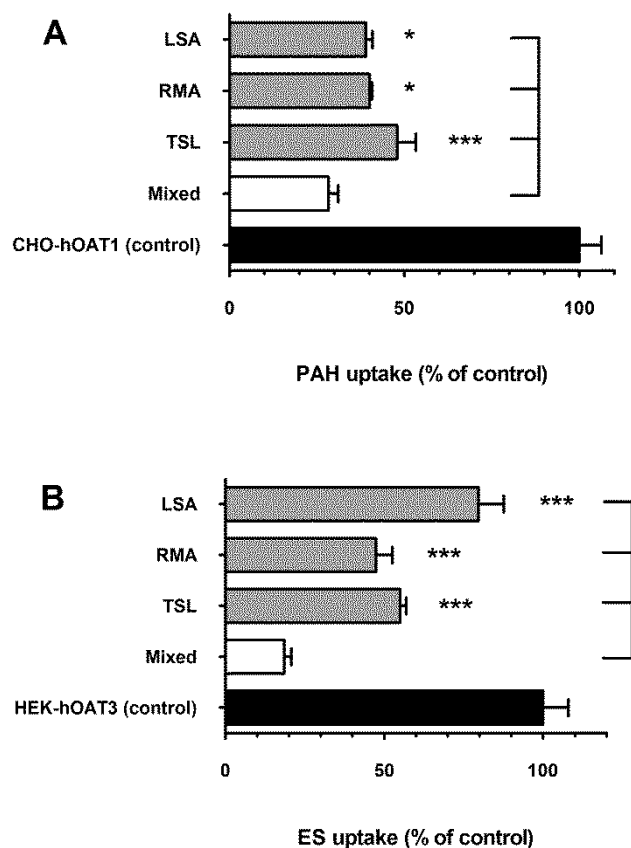 A
LSA *
RMA *
TSL ***
Mixed
CHO-hOAT1 (control)
0 50 100
PAH uptake (% of control)
B
LSA ***
RMA ***
TSL ***
Mixed
HEK-hOAT3 (control)
0 50 100
ES uptake (% of control)